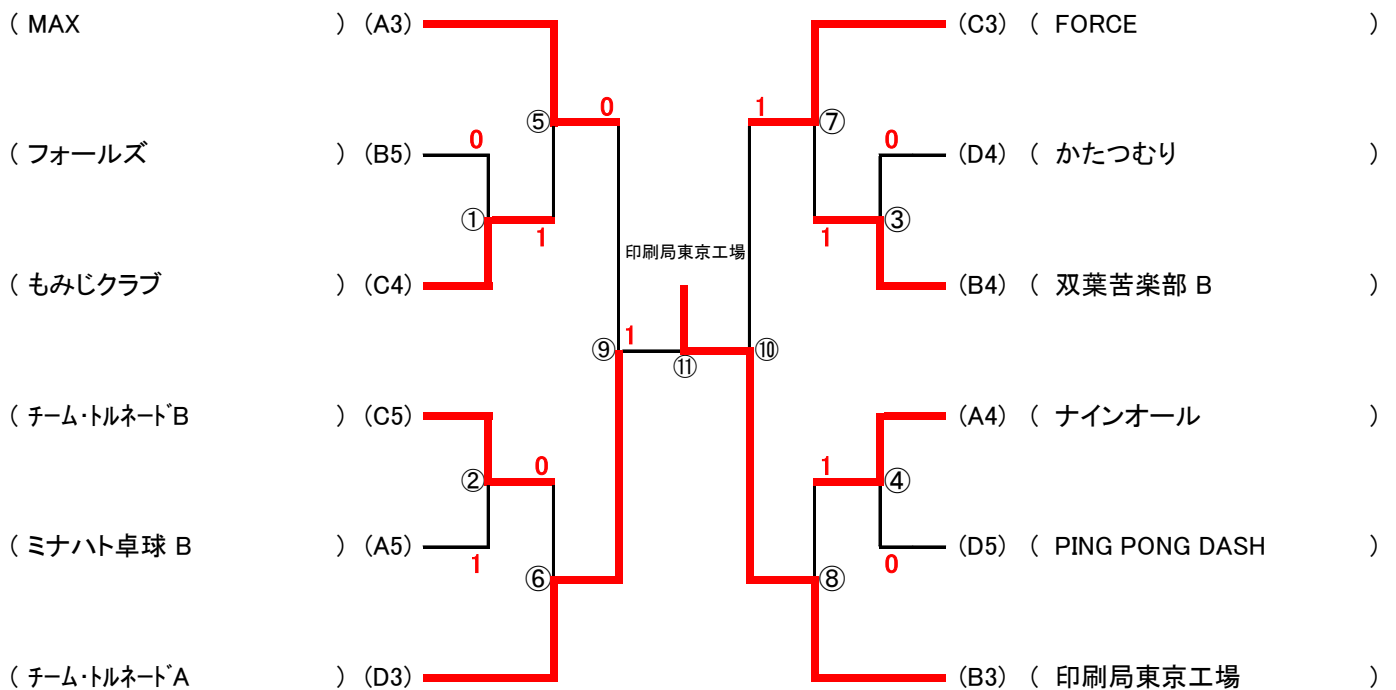 ( MAX ) (A3) (C3) ( FORCE )
0 1
⑤ ⑦
0 0
( フォールズ ) (B5) (D4) ( かたつむり )
① ③
1 1
印刷局東京工場
( もみじクラブ ) (C4) (B4) ( 双葉苦楽部 B )
1
⑨ ⑩
⑪
( チーム・トルネードB ) (C5) (A4) ( ナインオール )
0 1
② ④
( ミナハト卓球 B ) (A5) (D5) ( PING PONG DASH )
1 0
⑥ ⑧
( チーム・トルネードA ) (D3) (B3) ( 印刷局東京工場 )